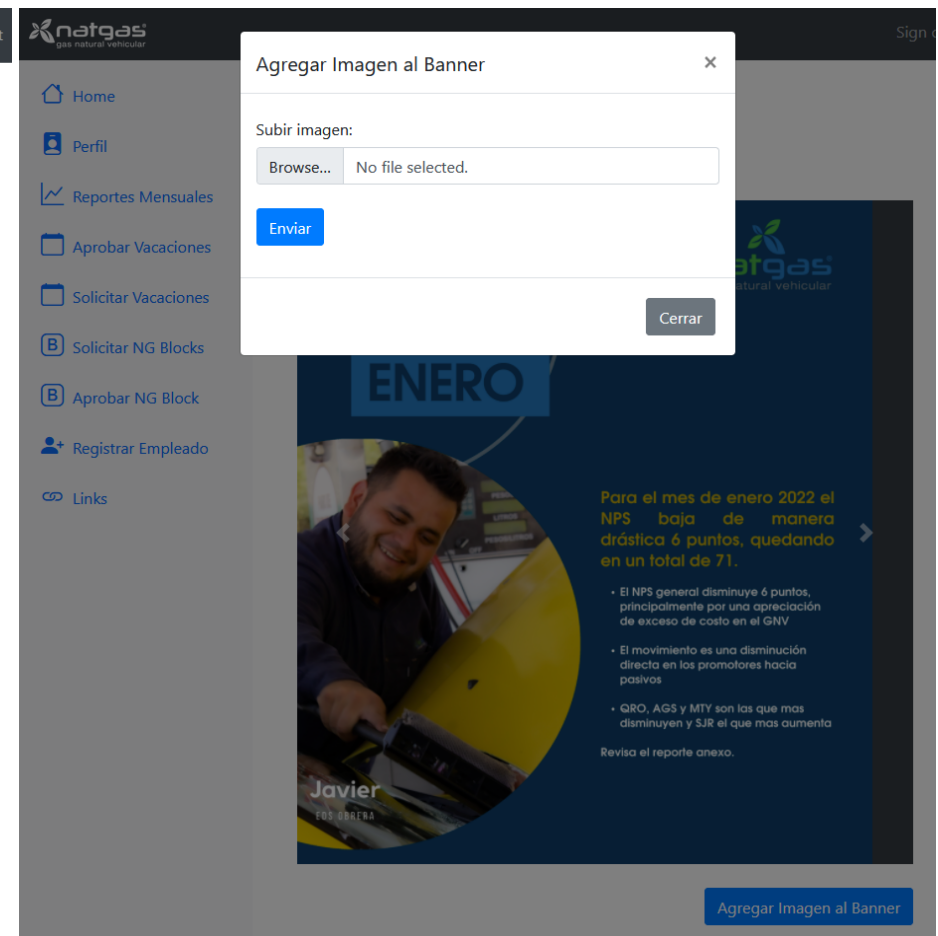 t
natgas
gas natural vehicular
Sign
Agregar Imagen al Banner
×
Subir imagen:
Browse... No file selected.
Enviar
Cerrar
Home
Perfil
Reportes Mensuales
Aprobar Vacaciones
Solicitar Vacaciones
Solicitar NG Blocks
Aprobar NG Block
Registrar Empleado
Links
atgas
natural vehicular
ENERO
Para el mes de enero 2022 el
NPS baja de manera
drástica 6 puntos, quedando
en un total de 71.
• El NPS general disminuye 6 puntos,
principalmente por una apreciación
de exceso de costo en el GNV
• El movimiento es una disminución
directa en los promotores hacia
pasivos
• QRO, AGS y MTY son las que mas
disminuyen y SJR el que mas aumenta
Revisa el reporte anexo.
Javier
EDS OBRERA
Agregar Imagen al Banner